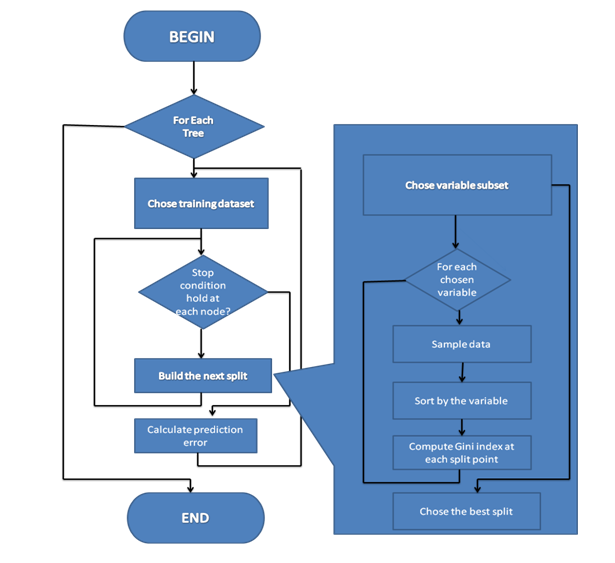 BEGIN
For Each
Tree
Chose training dataset
Stop
condition
hold at
each node?
Build the next split
Calculate prediction
error
END
Chose variable subset
For each
chosen
variable
Sample data
Sort by the variable
Compute Gini index at
each split point
Chose the best split